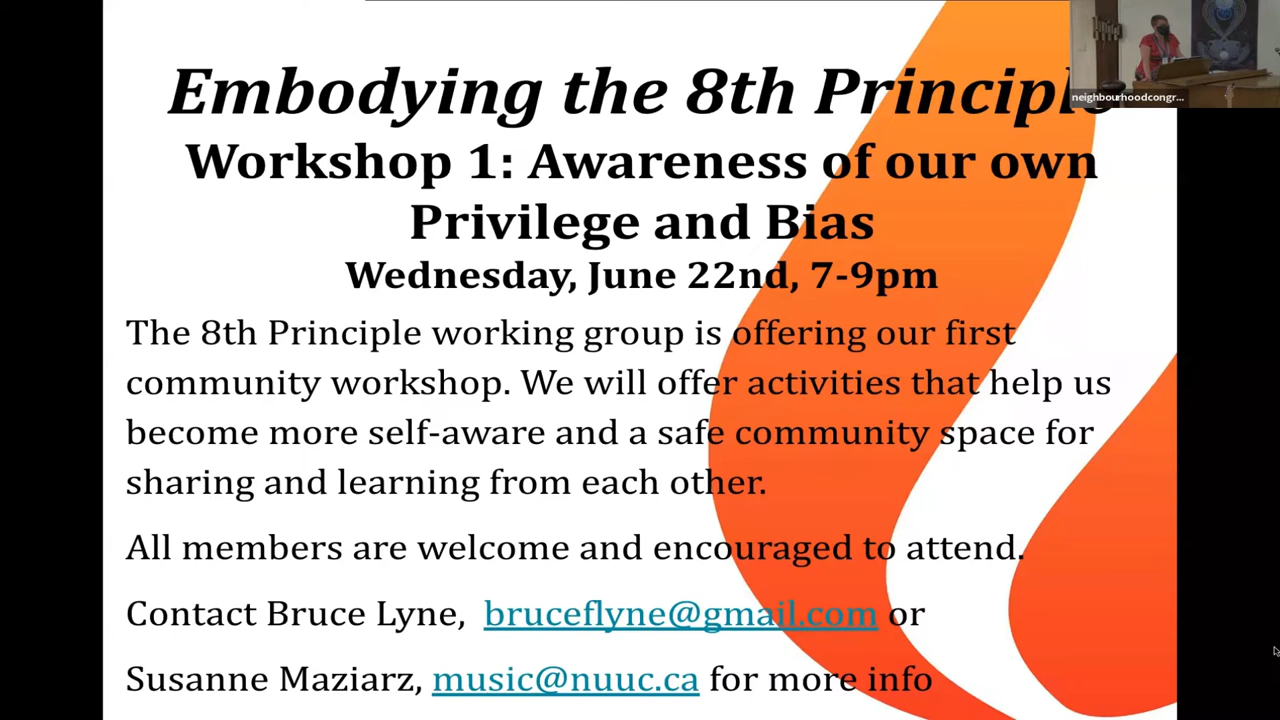 Embodying the 8th Principle
Workshop 1: Awareness of our own
Privilege and Bias
Wednesday, June 22nd, 7-9pm
The 8th Principle working group is offering our first
community workshop. We will offer activities that help us
become more self-aware and a safe community space for
sharing and learning from each other.
All members are welcome and encouraged to attend.
Contact Bruce Lyne, bruceflyne@gmail.com or
Susanne Maziarz, music@nuuc.ca for more info
neighbourhoodcongr...